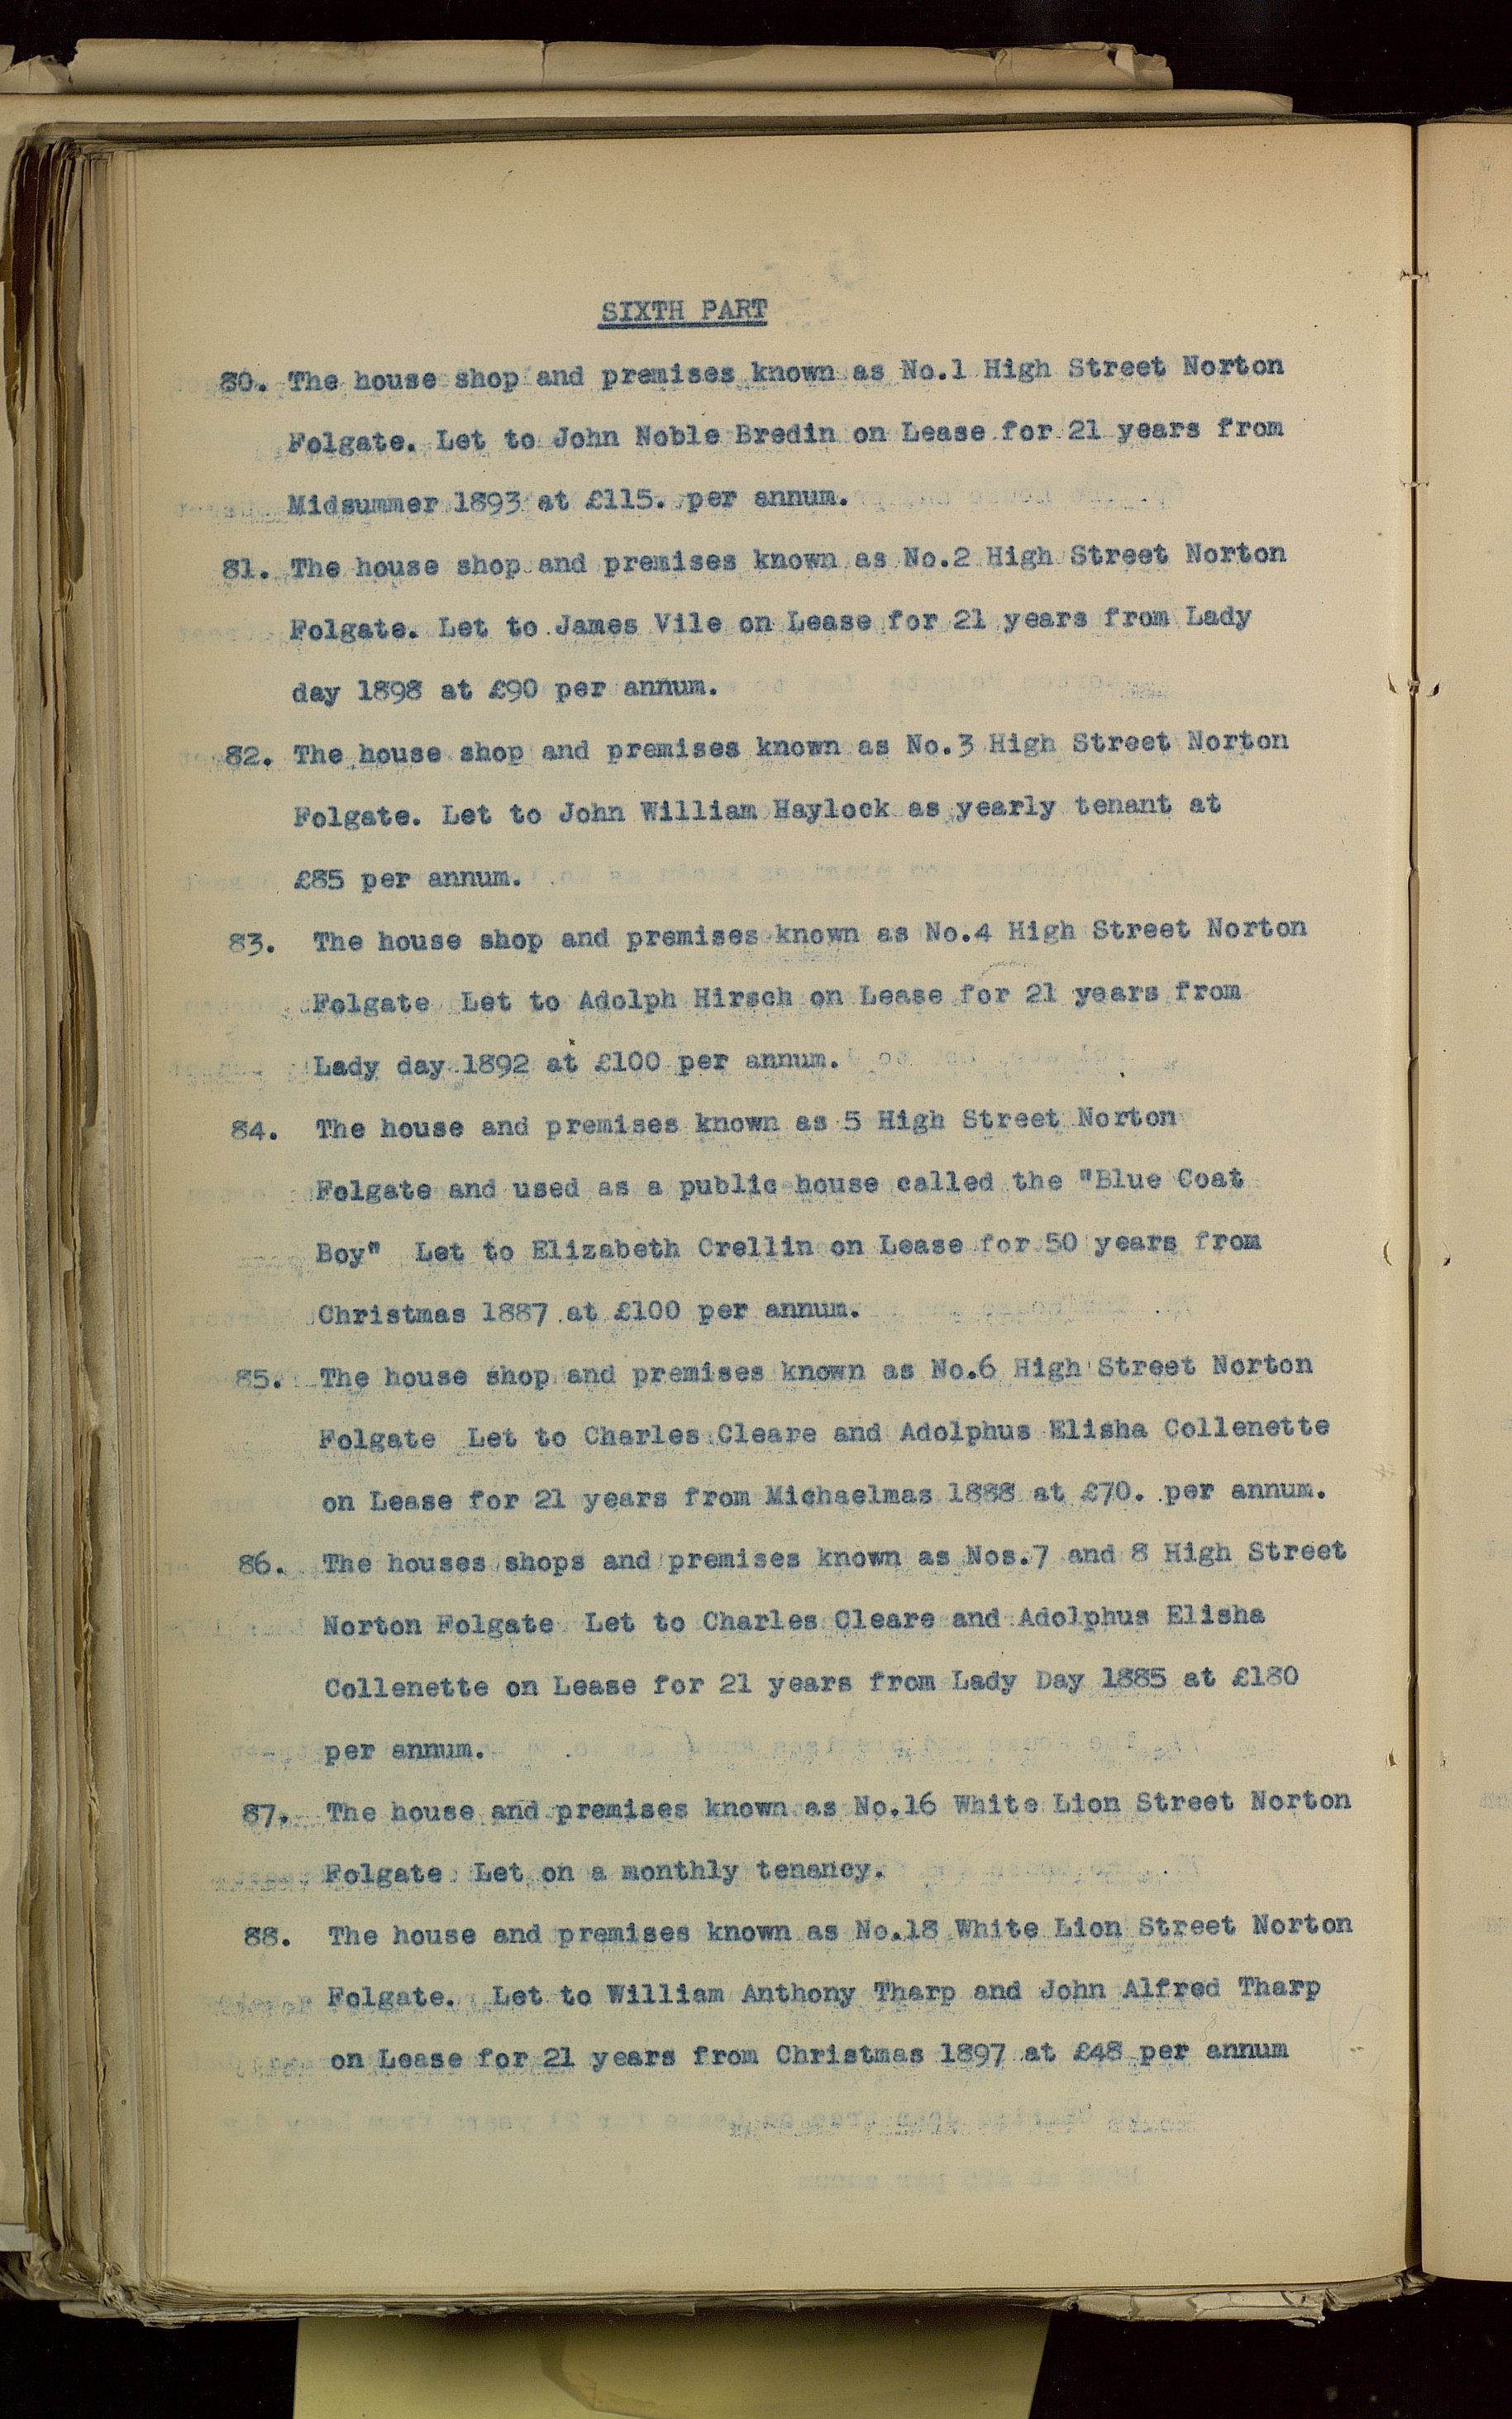 SIXTH PART
80. The house shop and premises known as No.1 High Street Norton
Folgate. Let to John Noble Bredin on Lease for 21 years from
Midsummer 1893 at £115. per annum.
81. The house shop and premises known as No.2 High Street Norton
Folgate. Let to James Vile on Lease for 21 years from Lady
day 1898 at £90 per annum.
82. The house shop and premises known as No.3 High Street Norton
Folgate. Let to John William Haylock as yearly tenant at
£85 per annum.
83. The house shop and premises known as No.4 High Street Norton
Folgate Let to Adolph Hirsch on Lease for 21 years from
Lady day 1892 at £100 per annum.
84. The house and premises known as 5 High Street Norton
Folgate and used as a public house called the "Blue Coat
Boy" Let to Elizabeth Crellin on Lease for 50 years from
Christmas 1887 at £100 per annum.
85. The house shop and premises known as No.6 High Street Norton
Folgate Let to Charles Cleare and Adolphus Elisha Collenette
on Lease for 21 years from Michaelmas 1888 at £70. per annum.
86. The houses shops and premises known as Nos.7 and 8 High Street
Norton Folgate Let to Charles Cleare and Adolphus Elisha
Collenette on Lease for 21 years from Lady Day 1885 at £180
per annum.
87. The house and premises known as No.16 White Lion Street Norton
Folgate Let on a monthly tenancy.
88. The house and premises known as No.18 White Lion Street Norton
Folgate. Let to William Anthony Tharp and John Alfred Tharp
on Lease for 21 years from Christmas 1897 at £48 per annum